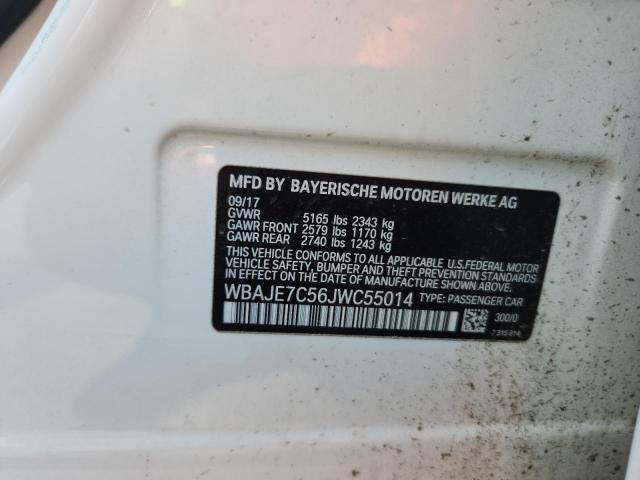 MFD BY BAYERISCHE MOTOREN WERKE AG
09/17
GVWR 5165 lbs 2343 kg
GAWR FRONT 2579 lbs 1170 kg
GAWR REAR 2740 lbs 1243 kg
THIS VEHICLE CONFORMS TO ALL APPLICABLE U.S.FEDERAL MOTOR
VEHICLE SAFETY, BUMPER, AND THEFT PREVENTION STANDARDS
IN EFFECT ON THE DATE OF MANUFACTURE SHOWN ABOVE.
WBAJE7C56JWC55014 TYPE: PASSENGER CAR
300/0